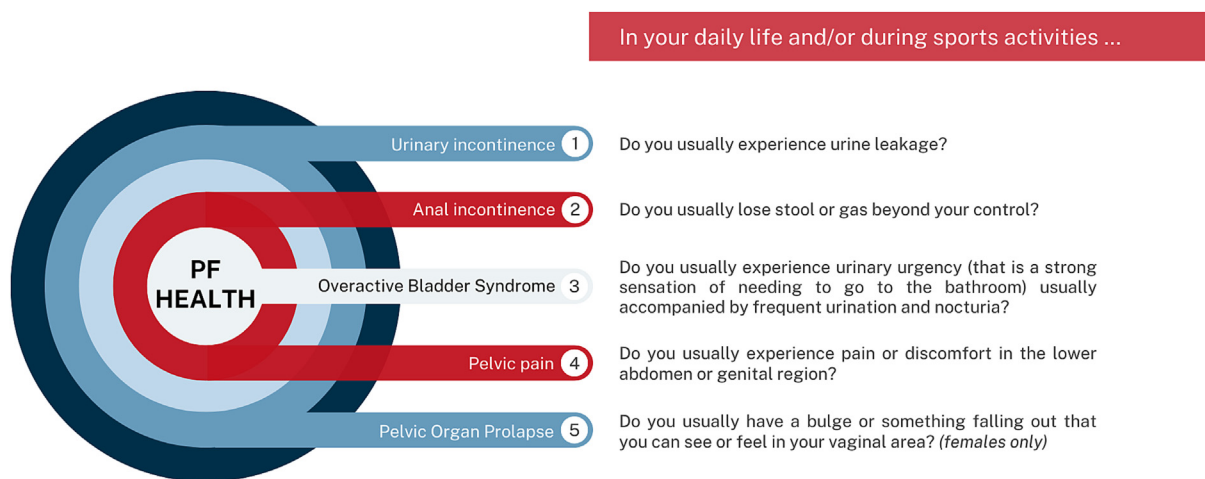 In your daily life and/or during sports activities ...
Urinary incontinence 1 Do you usually experience urine leakage?
Anal incontinence 2 Do you usually lose stool or gas beyond your control?
PF
HEALTH
Overactive Bladder Syndrome 3
Do you usually experience urinary urgency (that is a strong
sensation of needing to go to the bathroom) usually
accompanied by frequent urination and nocturia?
Pelvic pain 4
Do you usually experience pain or discomfort in the lower
abdomen or genital region?
Pelvic Organ Prolapse 5
Do you usually have a bulge or something falling out that
you can see or feel in your vaginal area? (females only)